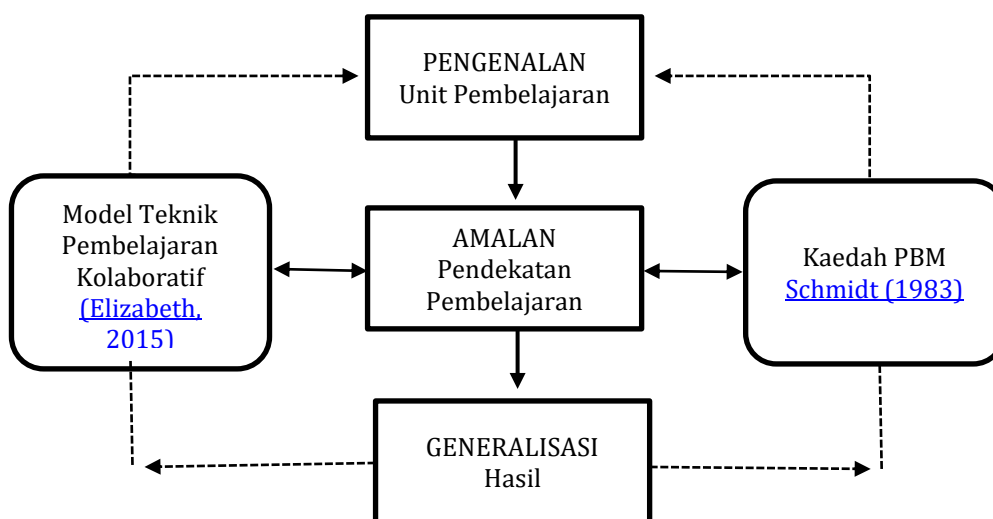 PENGENALAN
Unit Pembelajaran
Model Teknik
Pembelajaran
Kolaboratif
(Elizabeth,
2015)
AMALAN
Pendekatan
Pembelajaran
Kaedah PBM
Schmidt (1983)
GENERALISASI
Hasil